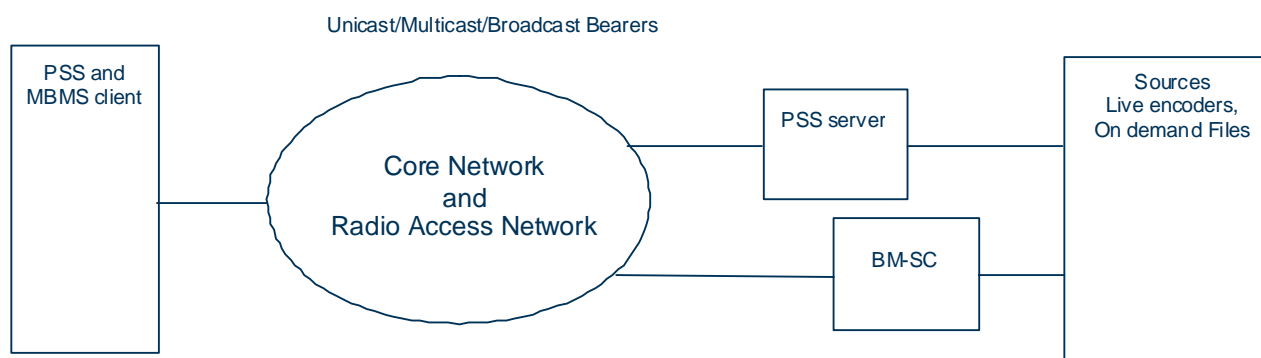 Unicast/Multicast/Broadcast Bearers
PSS and
MBMS client
Core Network
and
Radio Access Network
PSS server
BM-SC
Sources
Live encoders,
On demand Files